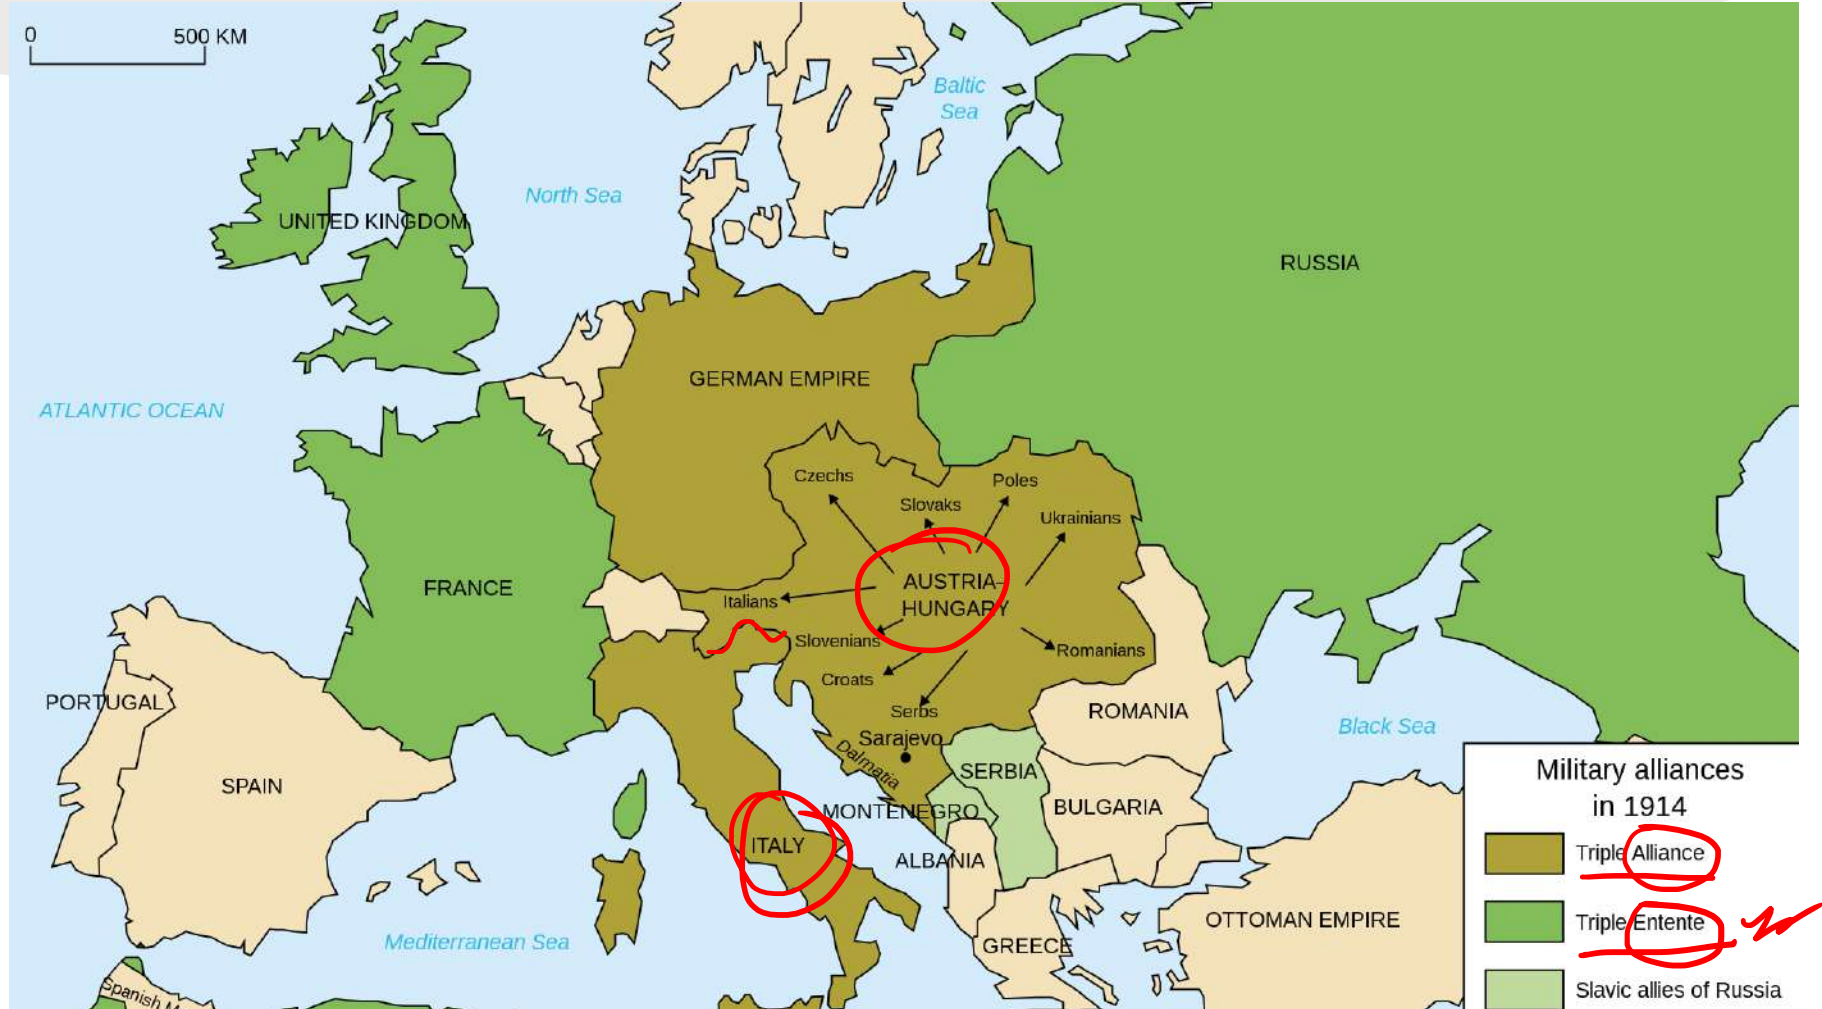 0 500 KM
Baltic
Sea
North Sea
UNITED KINGDOM
RUSSIA
GERMAN EMPIRE
ATLANTIC OCEAN
Czechs
Poles
Slovaks
Ukrainians
AUSTRIA-
HUNGARY
FRANCE
Italians
Slovenians
Romanians
Croats
PORTUGAL
Serbs
ROMANIA
Black Sea
Sarajevo
Dalmatia
SERBIA
SPAIN
MONTENEGRO
BULGARIA
ITALY
ALBANIA
OTTOMAN EMPIRE
Mediterranean Sea
GREECE
Spanish
Military alliances
in 1914
Triple Alliance
Triple Entente
Slavic allies of Russia